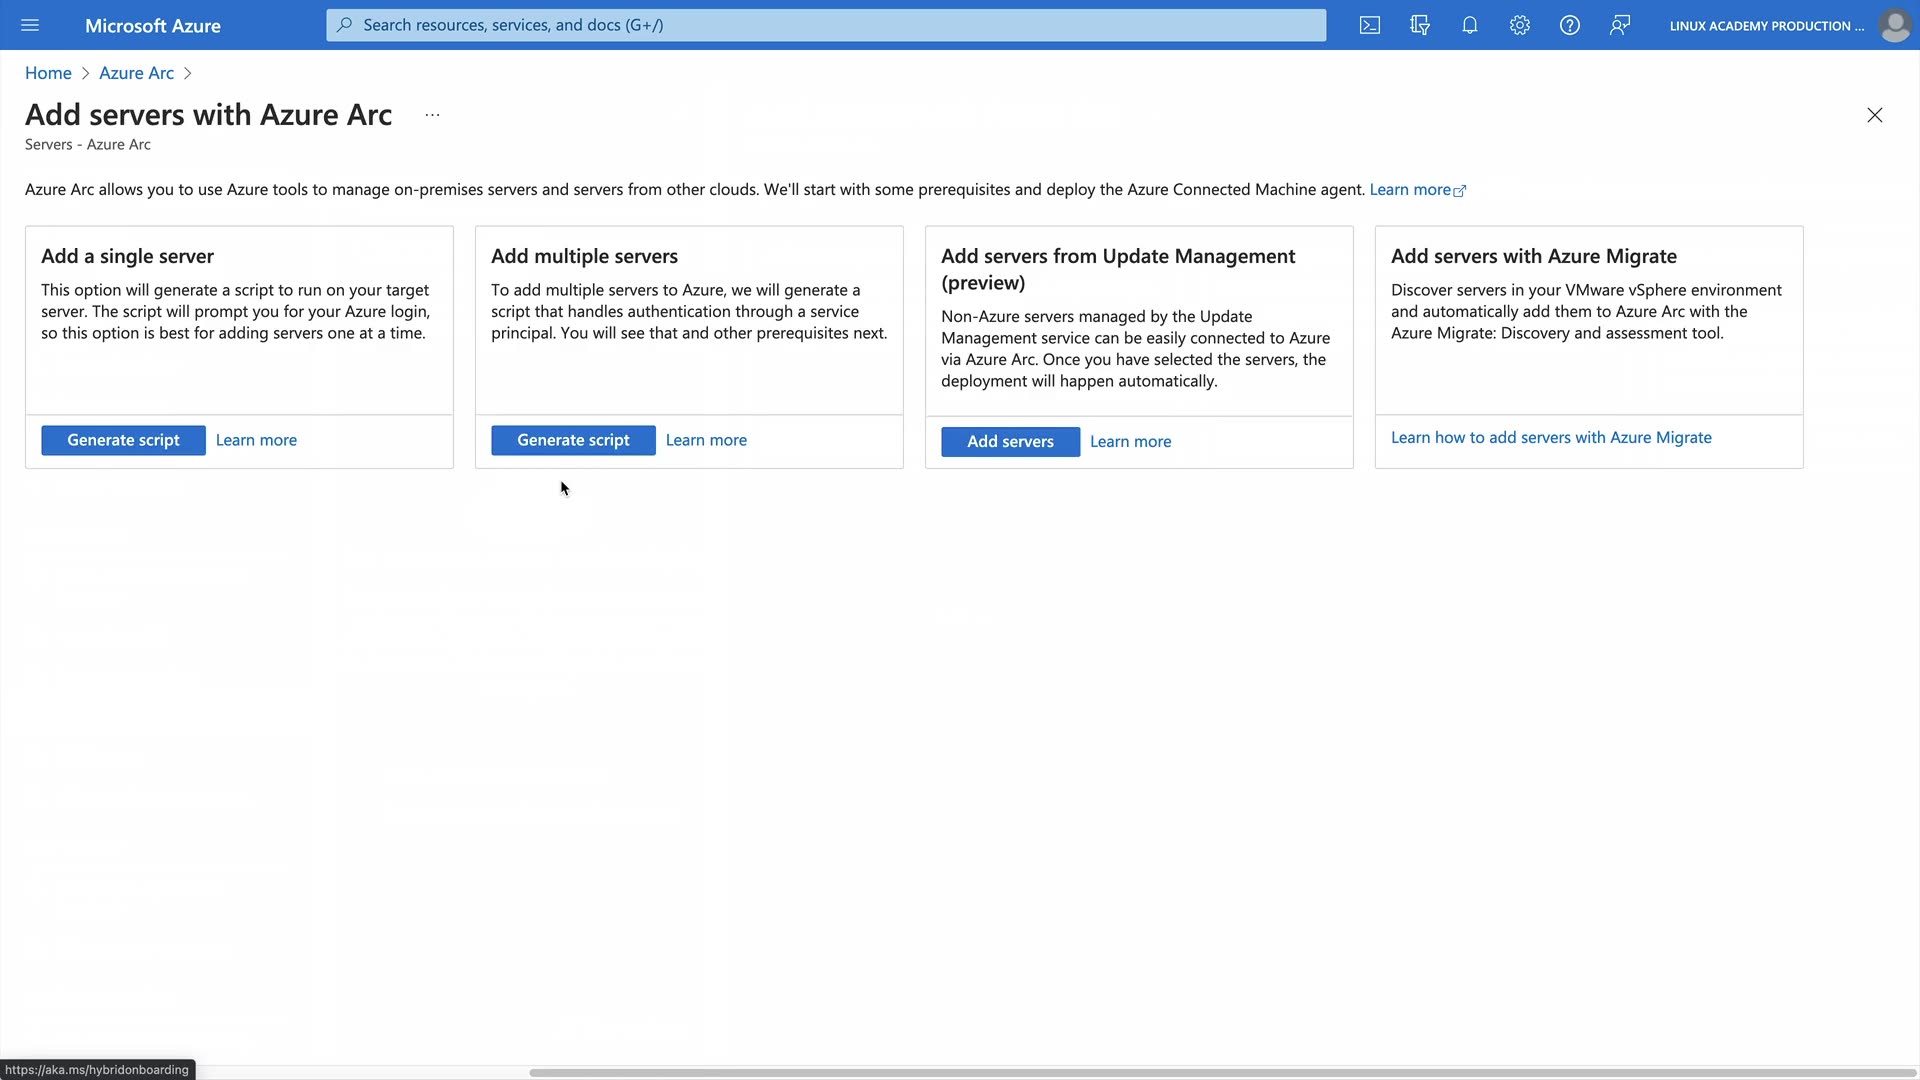 Microsoft Azure
Search resources, services, and docs (G+/)
LINUX ACADEMY PRODUCTION ...
Home > Azure Arc >
Add servers with Azure Arc ...
Servers - Azure Arc
Azure Arc allows you to use Azure tools to manage on-premises servers and servers from other clouds. We'll start with some prerequisites and deploy the Azure Connected Machine agent. Learn more
Add a single server
This option will generate a script to run on your target
server. The script will prompt you for your Azure login,
so this option is best for adding servers one at a time.
Generate script Learn more
Add multiple servers
To add multiple servers to Azure, we will generate a
script that handles authentication through a service
principal. You will see that and other prerequisites next.
Generate script Learn more
Add servers from Update Management
(preview)
Non-Azure servers managed by the Update
Management service can be easily connected to Azure
via Azure Arc. Once you have selected the servers, the
deployment will happen automatically.
Add servers Learn more
Add servers with Azure Migrate
Discover servers in your VMware vSphere environment
and automatically add them to Azure Arc with the
Azure Migrate: Discovery and assessment tool.
Learn how to add servers with Azure Migrate
https://aka.ms/hybridonboarding